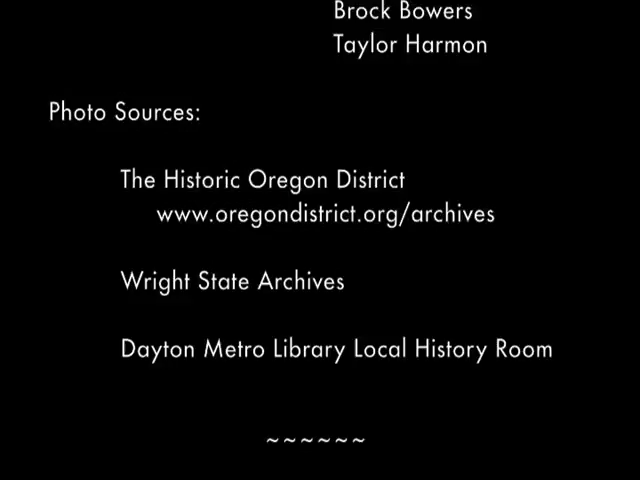 Brock Bowers
Taylor Harmon
Photo Sources:
The Historic Oregon District
www.oregondistrict.org/archives
Wright State Archives
Dayton Metro Library Local History Room
~~~~~~